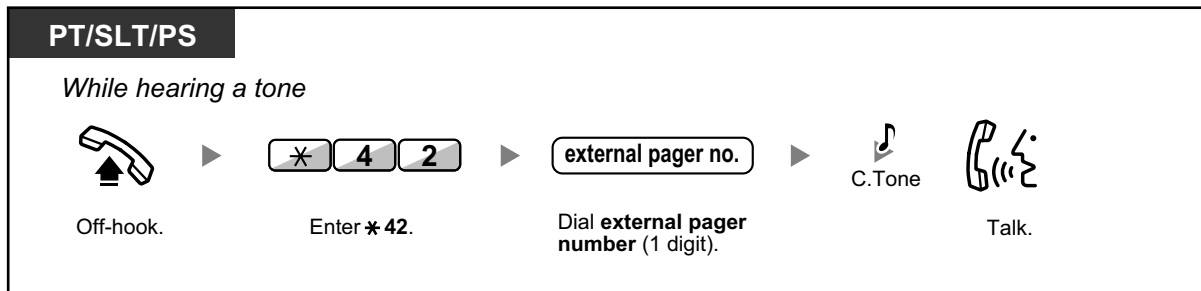 PT/SLT/PS
While hearing a tone
* 4 2
external pager no.
C.Tone
Off-hook.
Enter * 42.
Dial external pager
number (1 digit).
Talk.